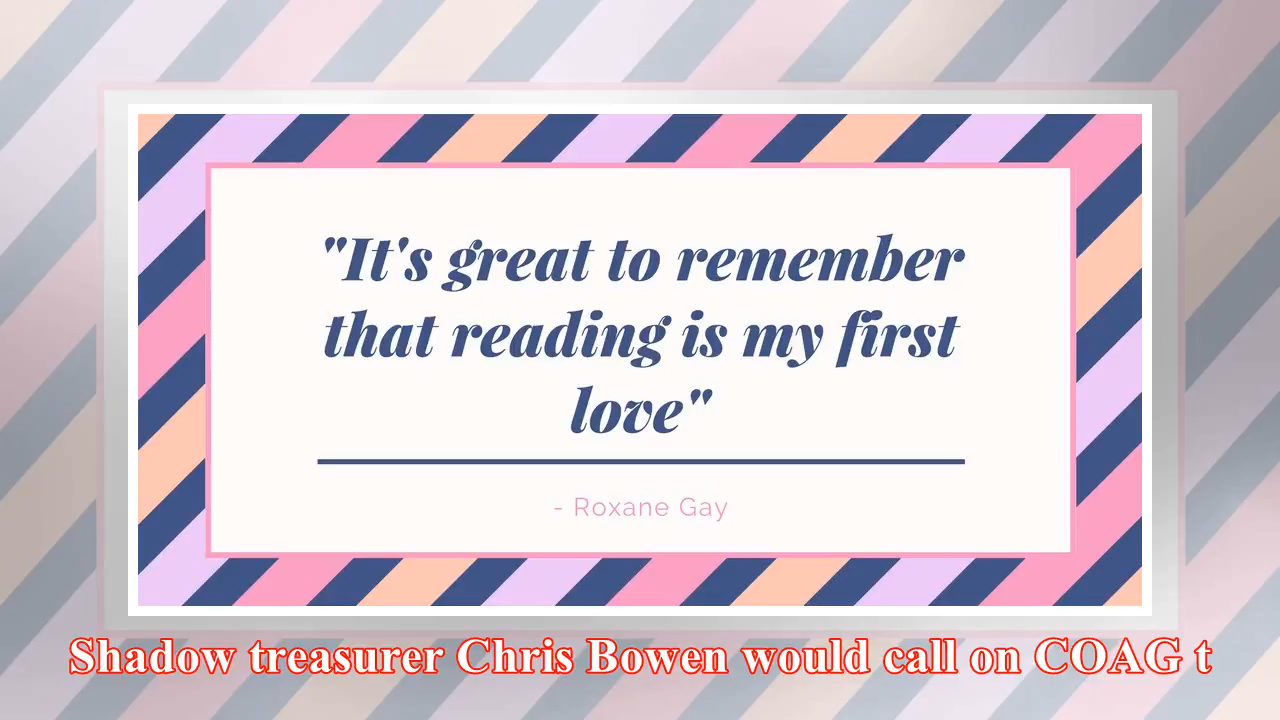 "It's great to remember
that reading is my first
love"
- Roxane Gay
Shadow treasurer Chris Bowen would call on COAG t